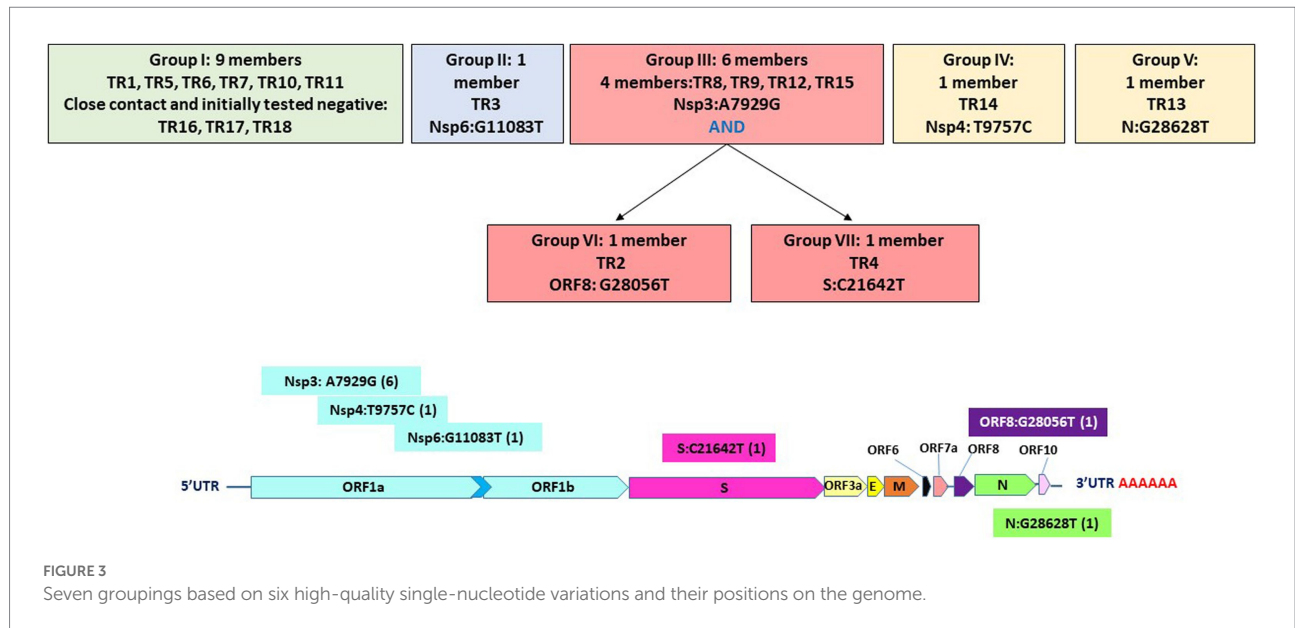 Group I: 9 members
TR1, TR5, TR6, TR7, TR10, TR11
Close contact and initially tested negative:
TR16, TR17, TR18
Group II: 1
member
TR3
Nsp6:G11083T
Group III: 6 members
4 members:TR8, TR9, TR12, TR15
Nsp3:A7929G
AND
Group IV:
1 member
TR14
Nsp4: T9757C
Group V:
1 member
TR13
N:G28628T
Group VI: 1 member
TR2
ORF8: G28056T
Group VII: 1 member
TR4
S:C21642T
Nsp3: A7929G (6)
Nsp4:T9757C (1)
Nsp6:G11083T (1)
S:C21642T (1)
ORF8:G28056T (1)
ORF6 ORF7a ORF8 ORF10
5'UTR ORF1a ORF1b S ORF3a E M N 3'UTR AAAAAA
N:G28628T (1)
FIGURE 3
Seven groupings based on six high-quality single-nucleotide variations and their positions on the genome.